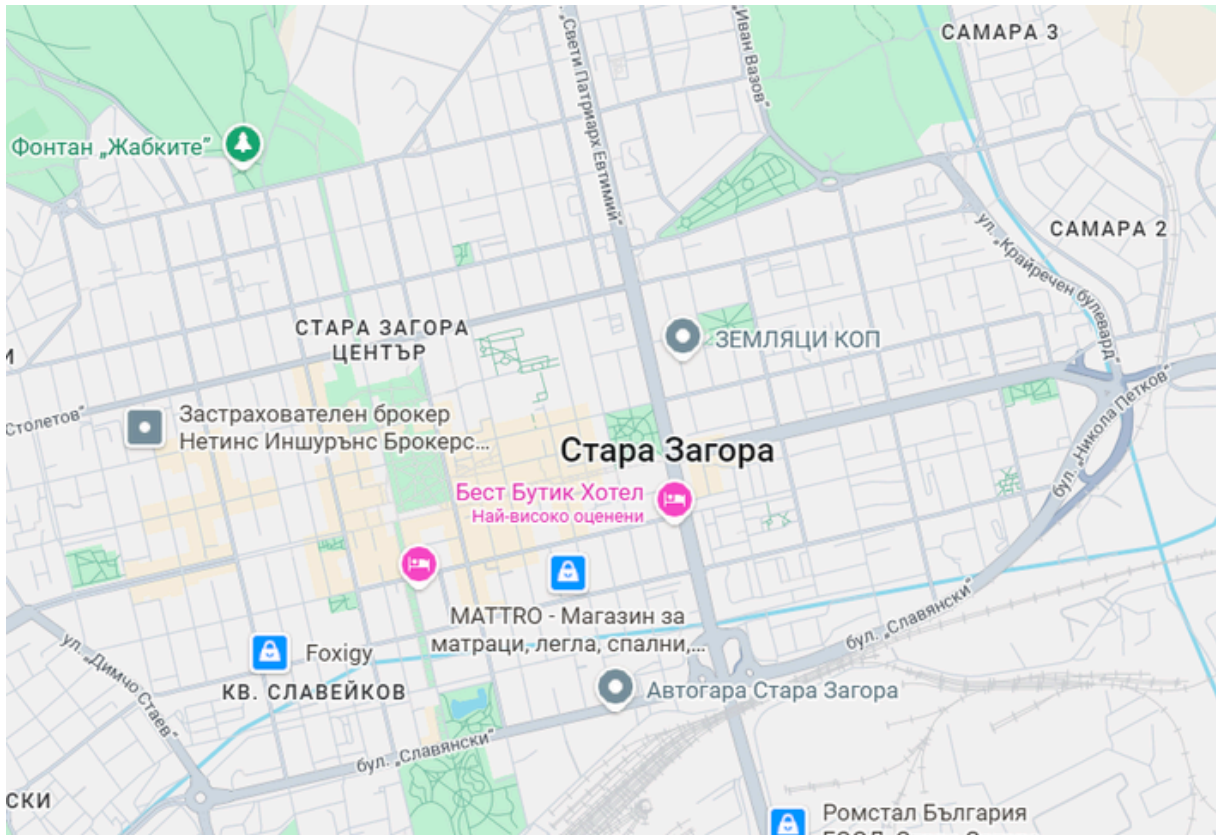 САМАРА 3
„Свети Патриарх Евтимий“
„Иван Вазов“
Фонтан „Жабките“
САМАРА 2
ул. „Крайречен булевард“
СТАРА ЗАГОРА
ЦЕНТЪР
ЗЕМЛЯЦИ КОП
И
Столетов“
Застрахователен брокер
Нетинс Иншурънс Брокерс...
бул. „Никола Петков“
Стара Загора
Бест Бутик Хотел
Най-високо оценени
MATTRO - Магазин за
матраци, легла, спални,...
бул. „Славянски“
ул. „Димчо Стаев“
Foxigy
КВ. СЛАВЕЙКОВ
Автогара Стара Загора
бул. „Славянски“
СКИ
Ромстал България